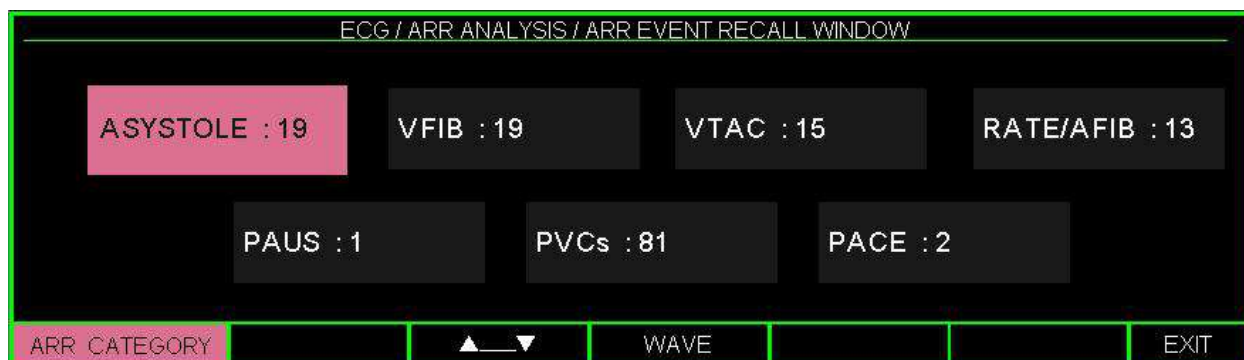 ECG / ARR ANALYSIS / ARR EVENT RECALL WINDOW
ASYSTOLE : 19 VFIB : 19 VTAC : 15 RATE/AFIB : 13
PAUS : 1 PVCs : 81 PACE : 2
ARR CATEGORY ▲__▼ WAVE EXIT